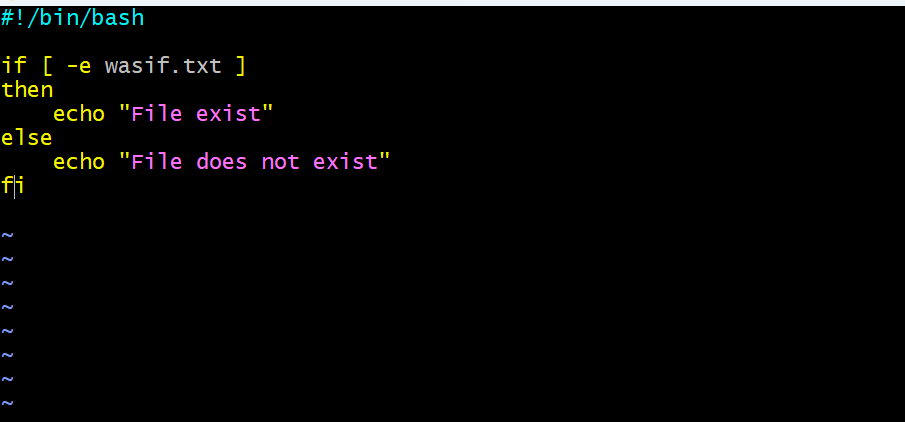 #!/bin/bash
if [ -e wasif.txt ]
then
    echo "File exist"
else
    echo "File does not exist"
fi
~
~
~
~
~
~
~
~